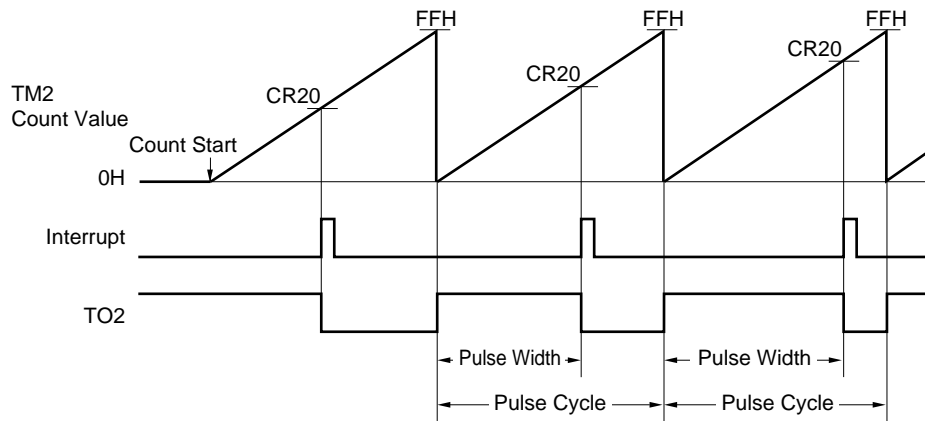 FFH FFH FFH
CR20 CR20 CR20
TM2
Count Value
Count Start
0H
Interrupt
TO2
Pulse Width Pulse Width
Pulse Cycle Pulse Cycle